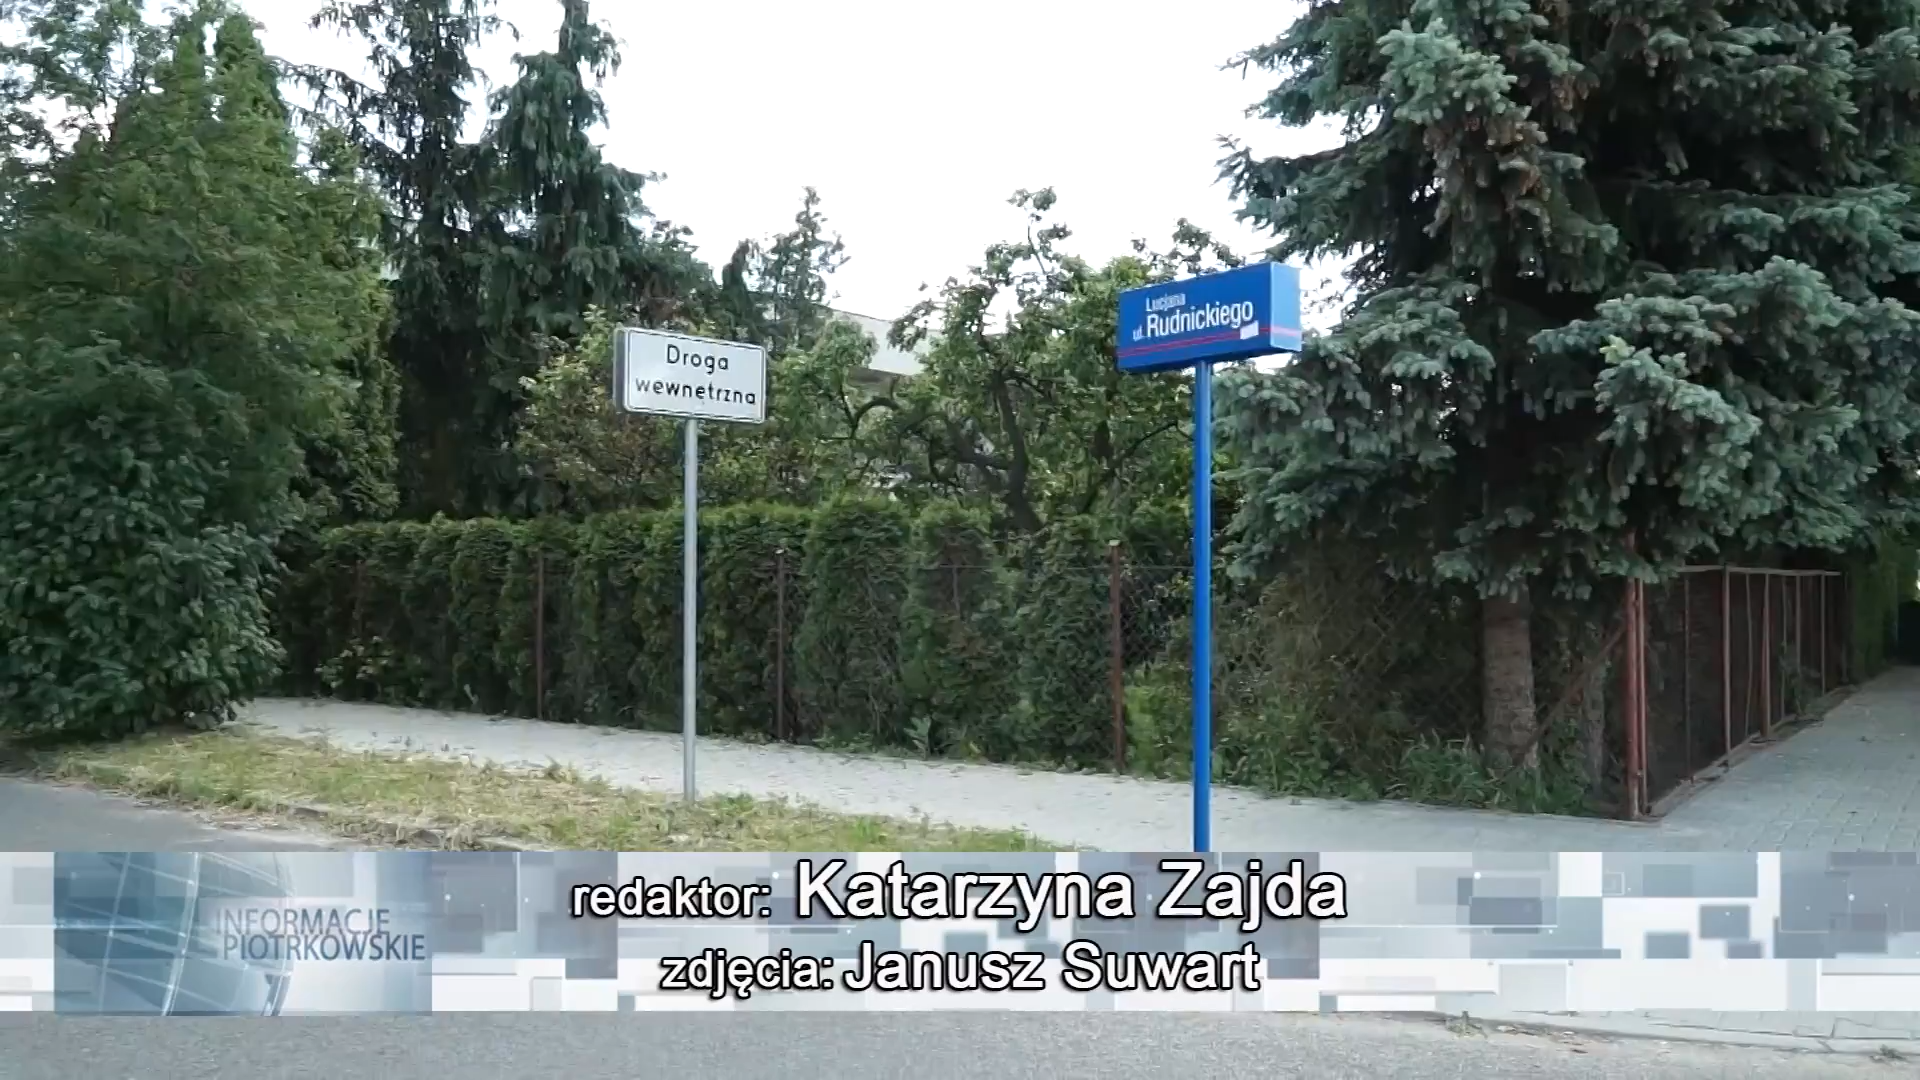 Droga
wewnetrzna
Lucjana
ul. Rudnickiego
redaktor: Katarzyna Zajda
zdjęcia: Janusz Suwart
INFORMACJE
PIOTRKOWSKIE